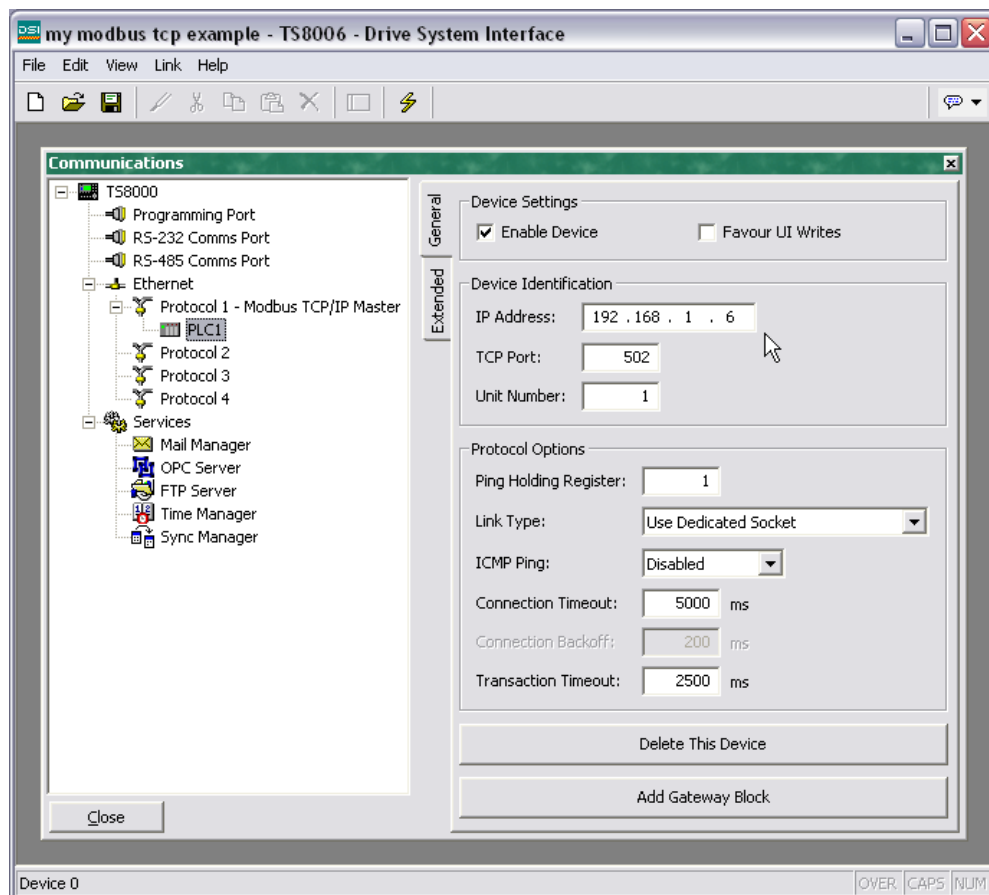 DSI my modbus tcp example - TS8006 - Drive System Interface
File Edit View Link Help
Communications
TS8000
Programming Port
RS-232 Comms Port
RS-485 Comms Port
Ethernet
Protocol 1 - Modbus TCP/IP Master
PLC1
Protocol 2
Protocol 3
Protocol 4
Services
Mail Manager
OPC Server
FTP Server
Time Manager
Sync Manager
Close
General
Extended
Device Settings
Enable Device Favour UI Writes
Device Identification
IP Address: 192 . 168 . 1 . 6
TCP Port: 502
Unit Number: 1
Protocol Options
Ping Holding Register: 1
Link Type: Use Dedicated Socket
ICMP Ping: Disabled
Connection Timeout: 5000 ms
Connection Backoff: 200 ms
Transaction Timeout: 2500 ms
Delete This Device
Add Gateway Block
Device 0 OVER CAPS NUM